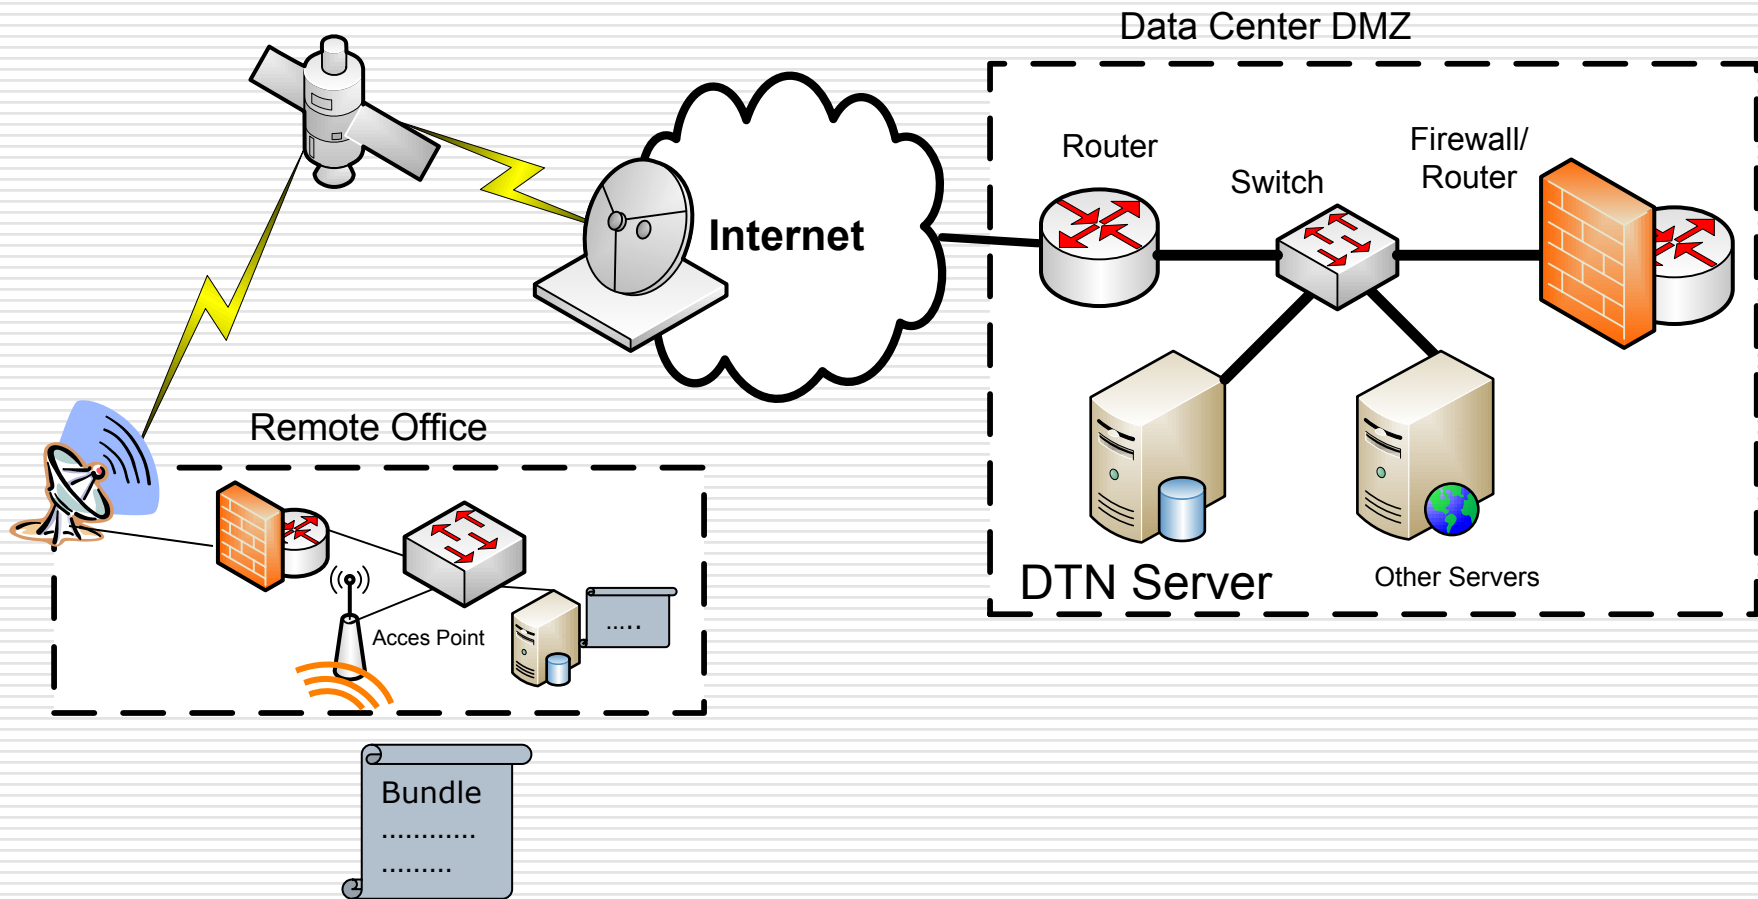 Data Center DMZ
Router
Switch
Firewall/
Router
Internet
DTN Server
Other Servers
Remote Office
Acces Point
.....
Bundle
............
.........